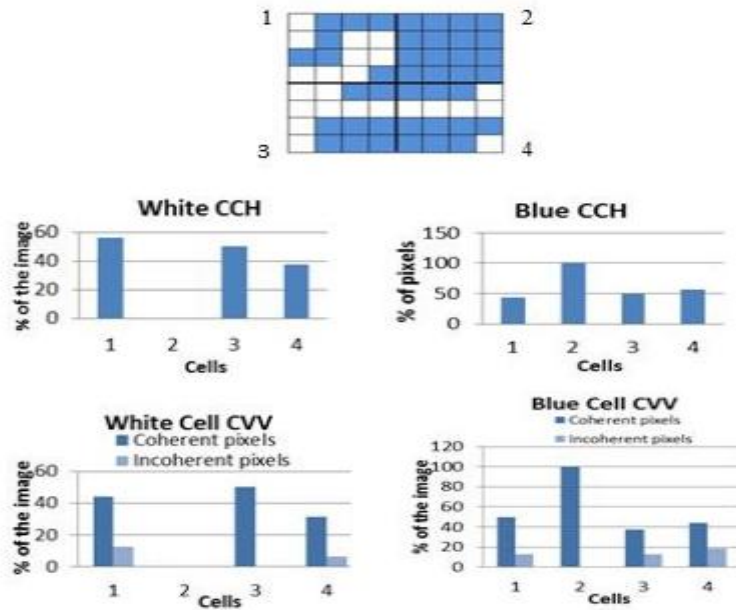 1 2
3 4
White CCH
% of the image
60
40
20
0
1 2 3 4
Cells
Blue CCH
% of pixels
150
100
50
0
1 2 3 4
Cells
White Cell CVV
Coherent pixels
Incoherent pixels
% of the image
60
40
20
0
1 2 3 4
Cells
Blue Cell CVV
Coherent pixels
Incoherent pixels
% of the image
120
100
80
60
40
20
0
1 2 3 4
Cells